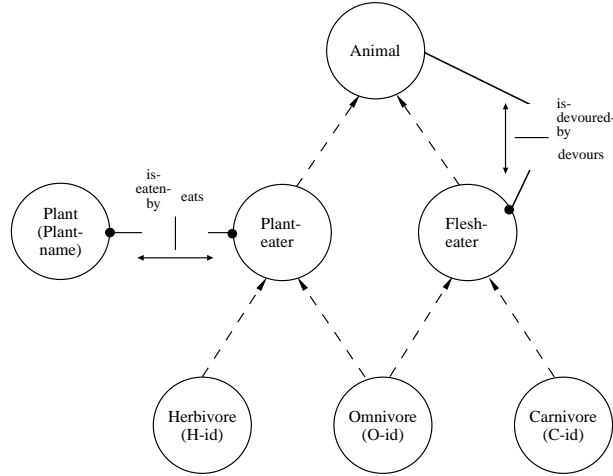 Animal
is-
devoured-
by
devours
is-
eaten-
by
eats
Plant
(Plant-
name)
Plant-
eater
Flesh-
eater
Herbivore
(H-id)
Omnivore
(O-id)
Carnivore
(C-id)